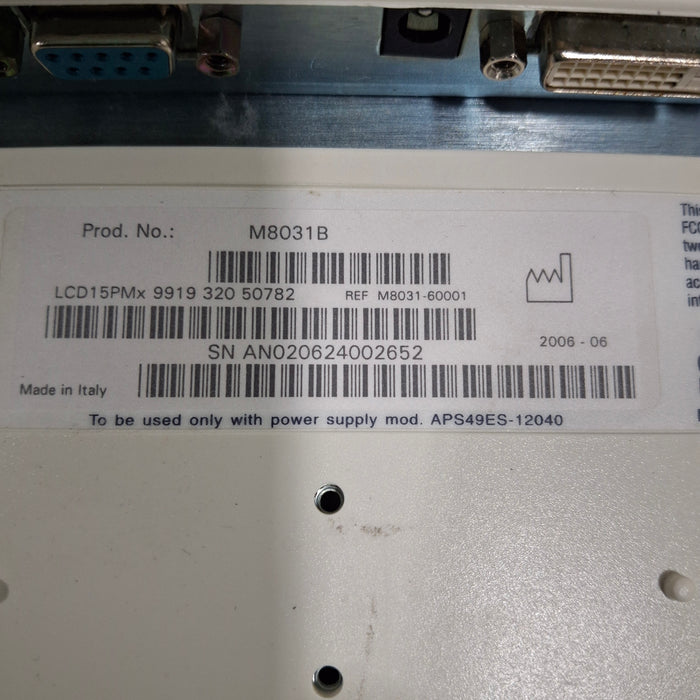 Prod. No.: M8031B
LCD15PMx 9919 320 50782 REF M8031-60001
SN AN020624002652
2006 - 06
Made in Italy
To be used only with power supply mod. APS49ES-12040